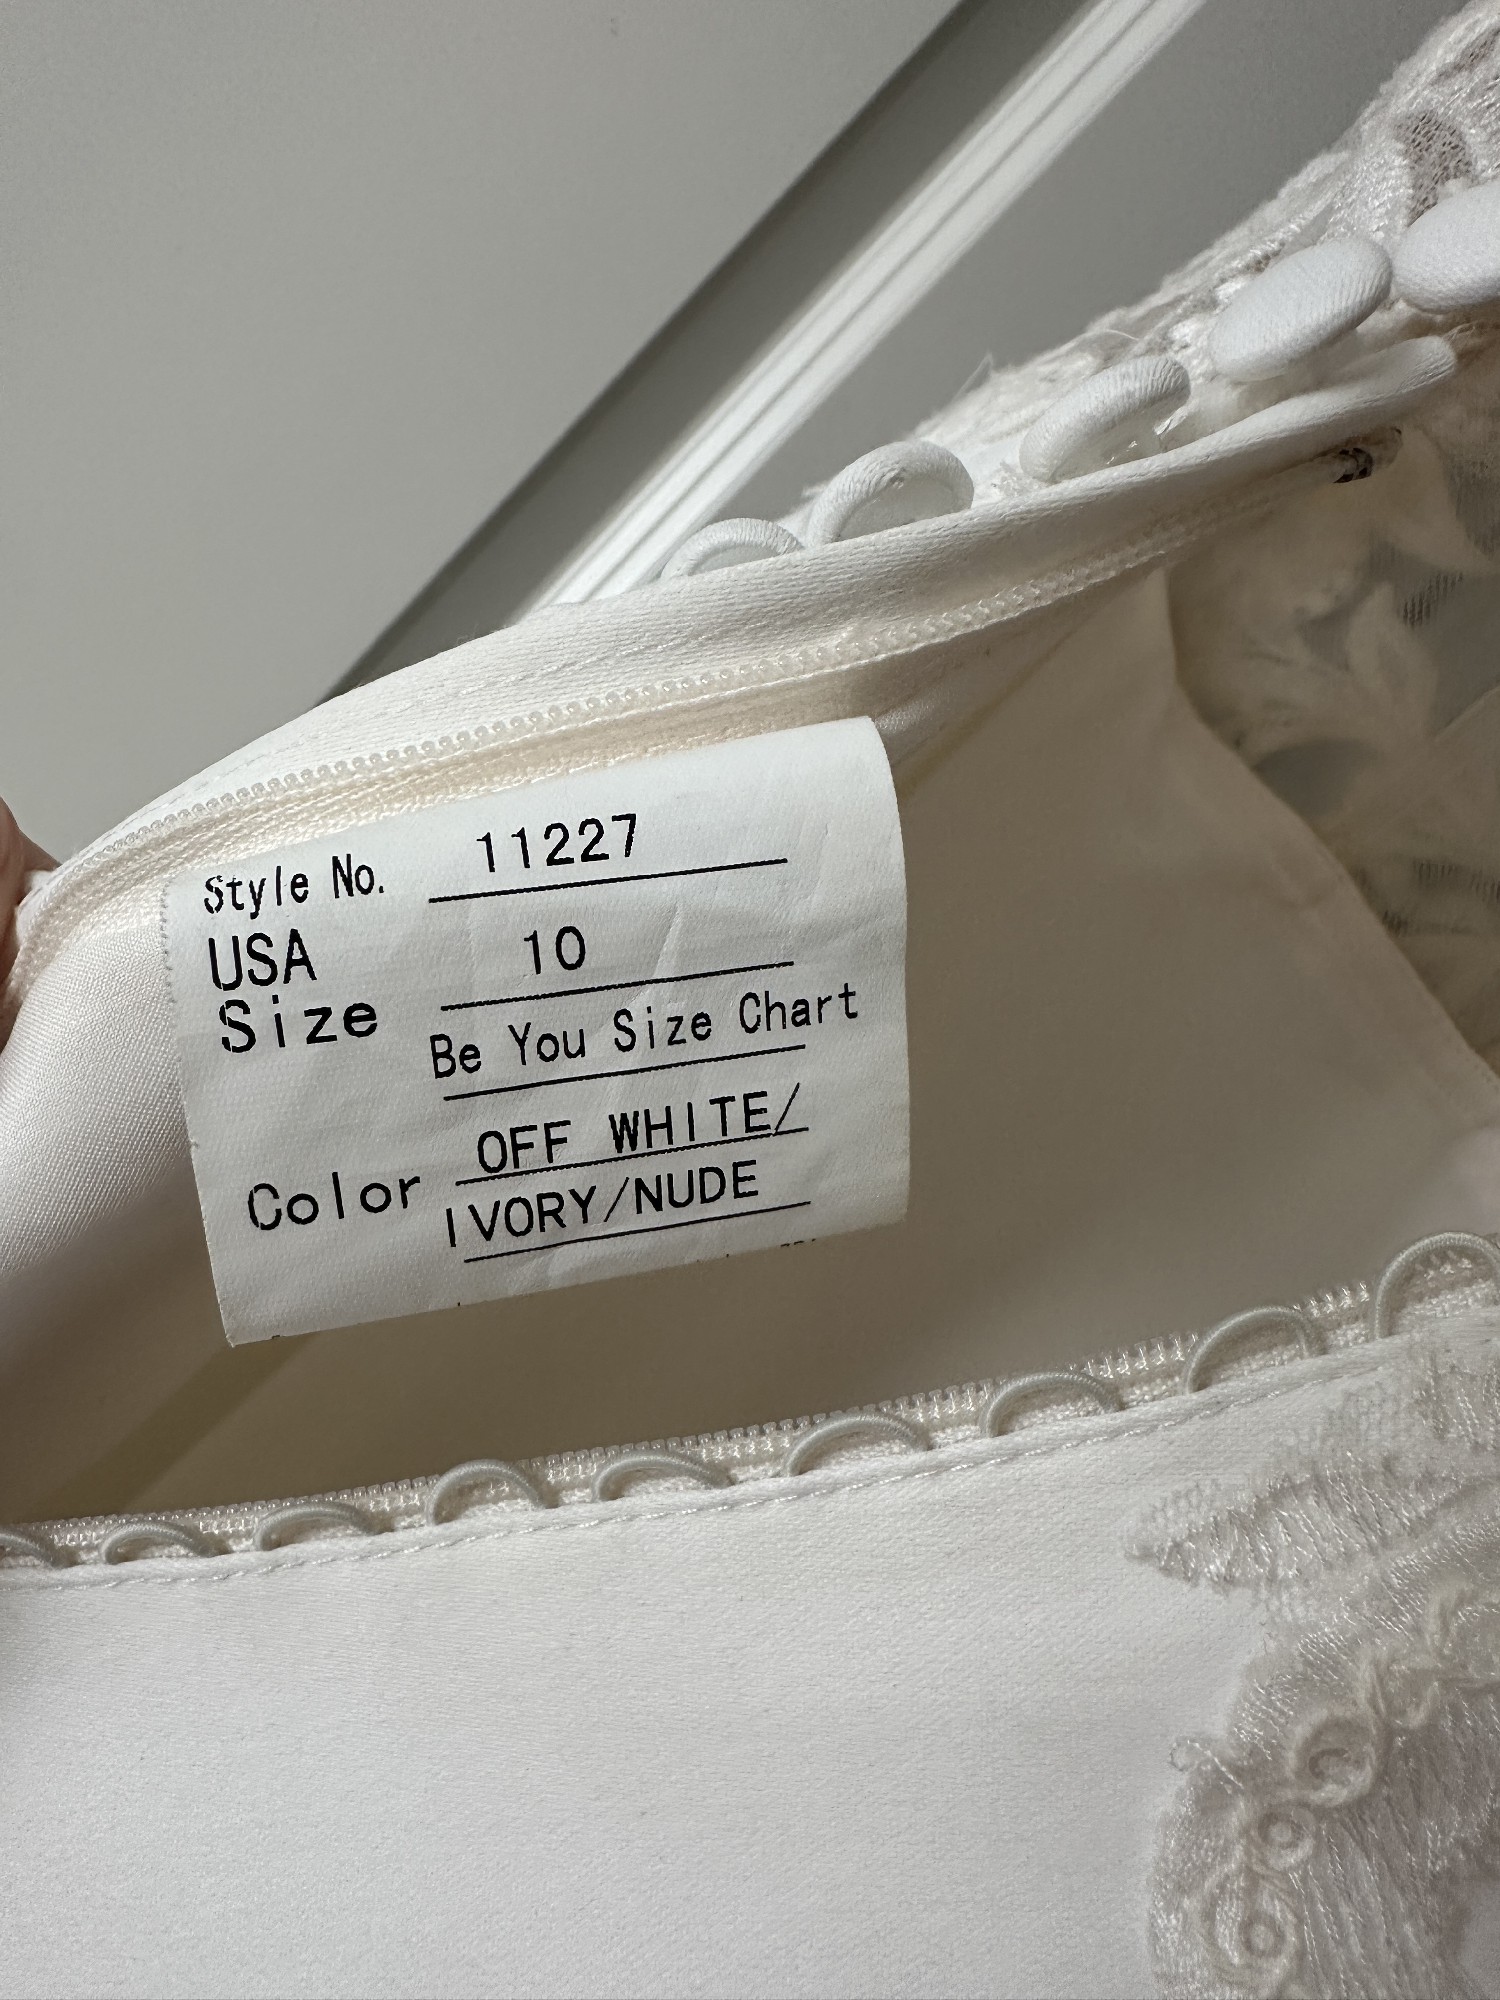 Style No. 11227
USA 10
Size
Be You Size Chart
OFF WHITE/
Color IVORY/NUDE